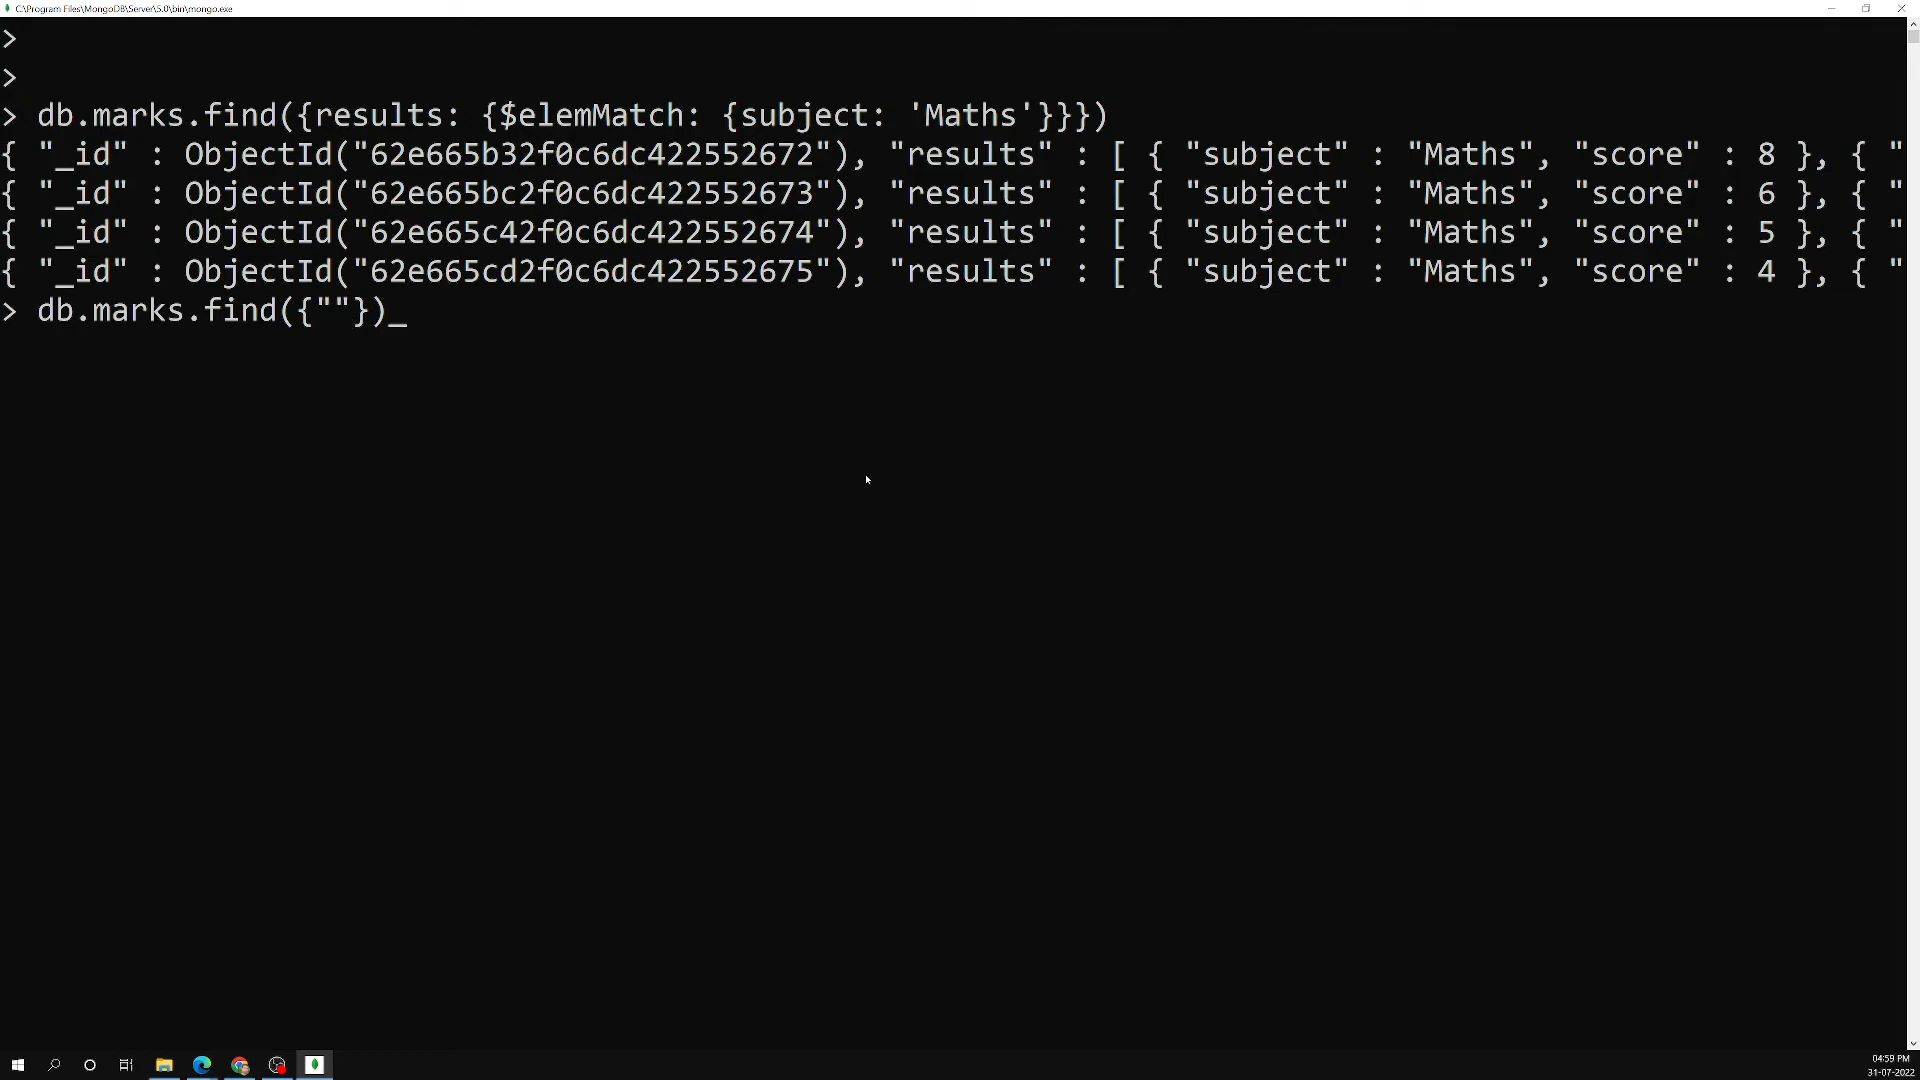 C:\Program Files\MongoDB\Server\5.0\bin\mongo.exe
>
>
> db.marks.find({results: {$elemMatch: {subject: 'Maths'}}})
{ "_id" : ObjectId("62e665b32f0c6dc422552672"), "results" : [ { "subject" : "Maths", "score" : 8 }, { "
{ "_id" : ObjectId("62e665bc2f0c6dc422552673"), "results" : [ { "subject" : "Maths", "score" : 6 }, { "
{ "_id" : ObjectId("62e665c42f0c6dc422552674"), "results" : [ { "subject" : "Maths", "score" : 5 }, { "
{ "_id" : ObjectId("62e665cd2f0c6dc422552675"), "results" : [ { "subject" : "Maths", "score" : 4 }, { "
> db.marks.find({""})_
04:59 PM
31-07-2022